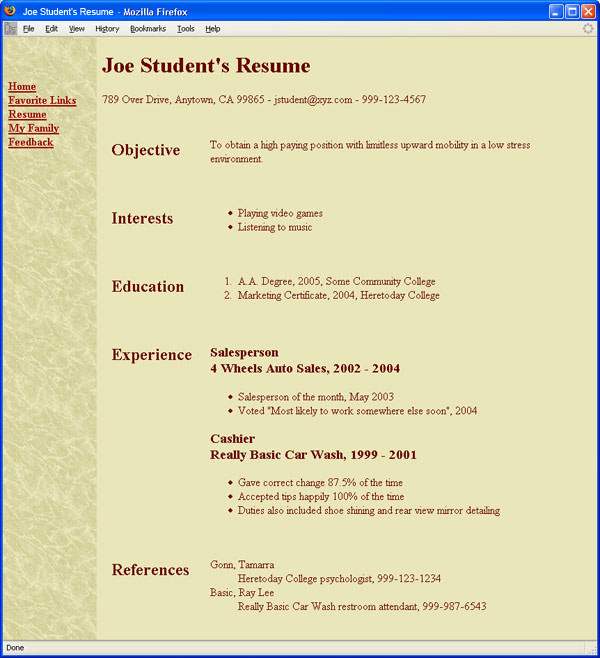 Joe Student's Resume - Mozilla Firefox
File Edit View History Bookmarks Tools Help
Home
Favorite Links
Resume
My Family
Feedback
Joe Student's Resume
789 Over Drive, Anytown, CA 99865 - jstudent@xyz.com - 999-123-4567
Objective
To obtain a high paying position with limitless upward mobility in a low stress
environment.
Interests
• Playing video games
• Listening to music
Education
1. A.A. Degree, 2005, Some Community College
2. Marketing Certificate, 2004, Heretoday College
Experience
Salesperson
4 Wheels Auto Sales, 2002 - 2004
• Salesperson of the month, May 2003
• Voted "Most likely to work somewhere else soon", 2004
Cashier
Really Basic Car Wash, 1999 - 2001
• Gave correct change 87.5% of the time
• Accepted tips happily 100% of the time
• Duties also included shoe shining and rear view mirror detailing
References
Gonn, Tamarra
Heretoday College psychologist, 999-123-1234
Basic, Ray Lee
Really Basic Car Wash restroom attendant, 999-987-6543
Done